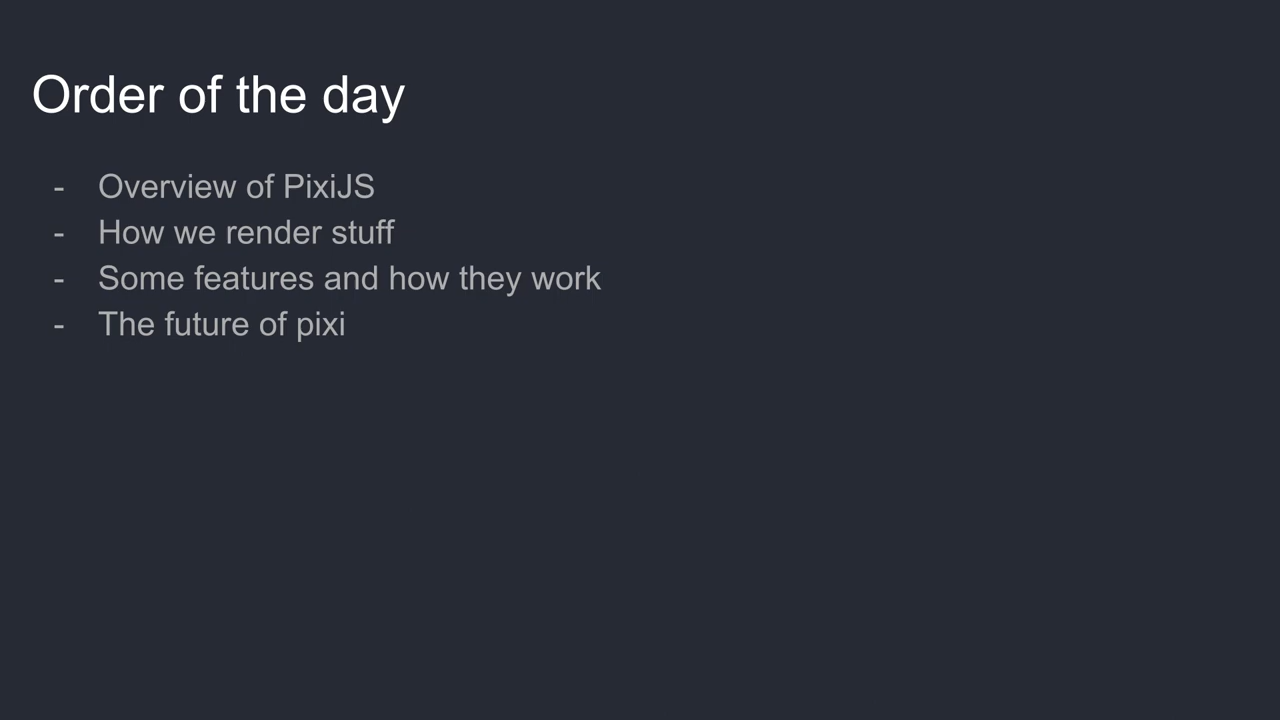 Order of the day
- Overview of PixiJS
- How we render stuff
- Some features and how they work
- The future of pixi